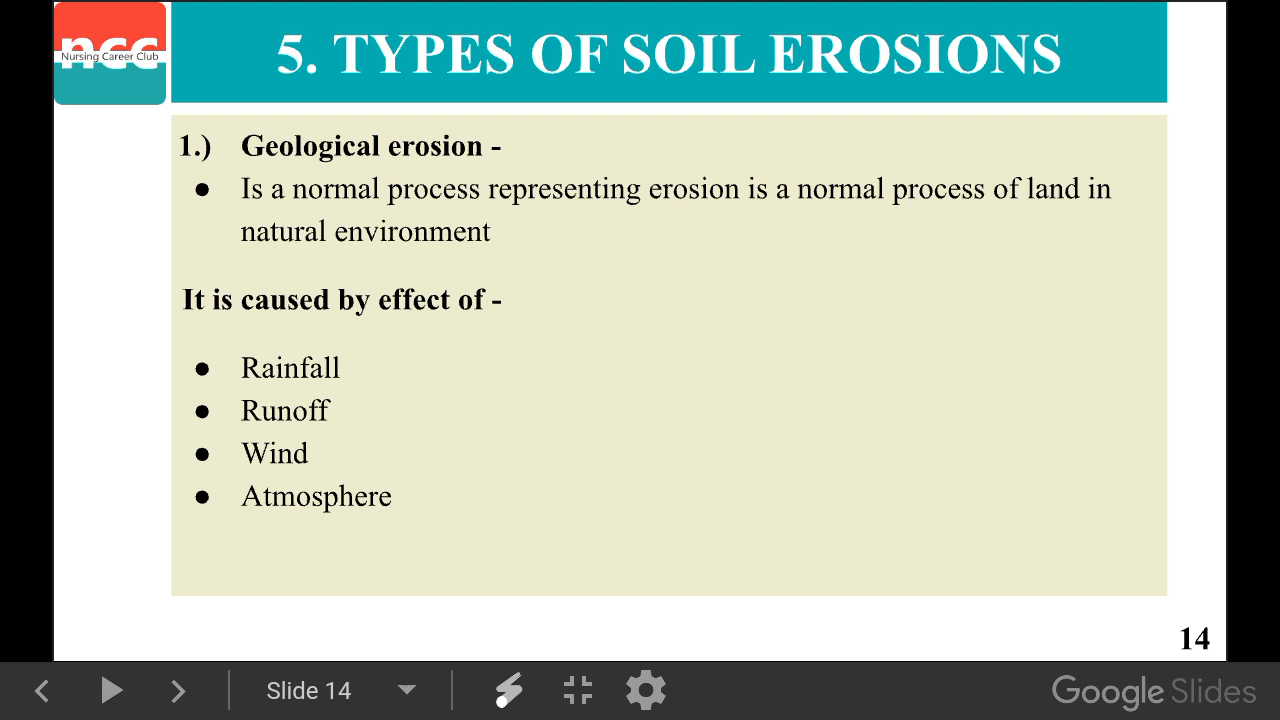 ncc
Nursing Career Club
5. TYPES OF SOIL EROSIONS
1.) Geological erosion -
● Is a normal process representing erosion is a normal process of land in
natural environment
It is caused by effect of -
● Rainfall
● Runoff
● Wind
● Atmosphere
14
Slide 14
Google Slides